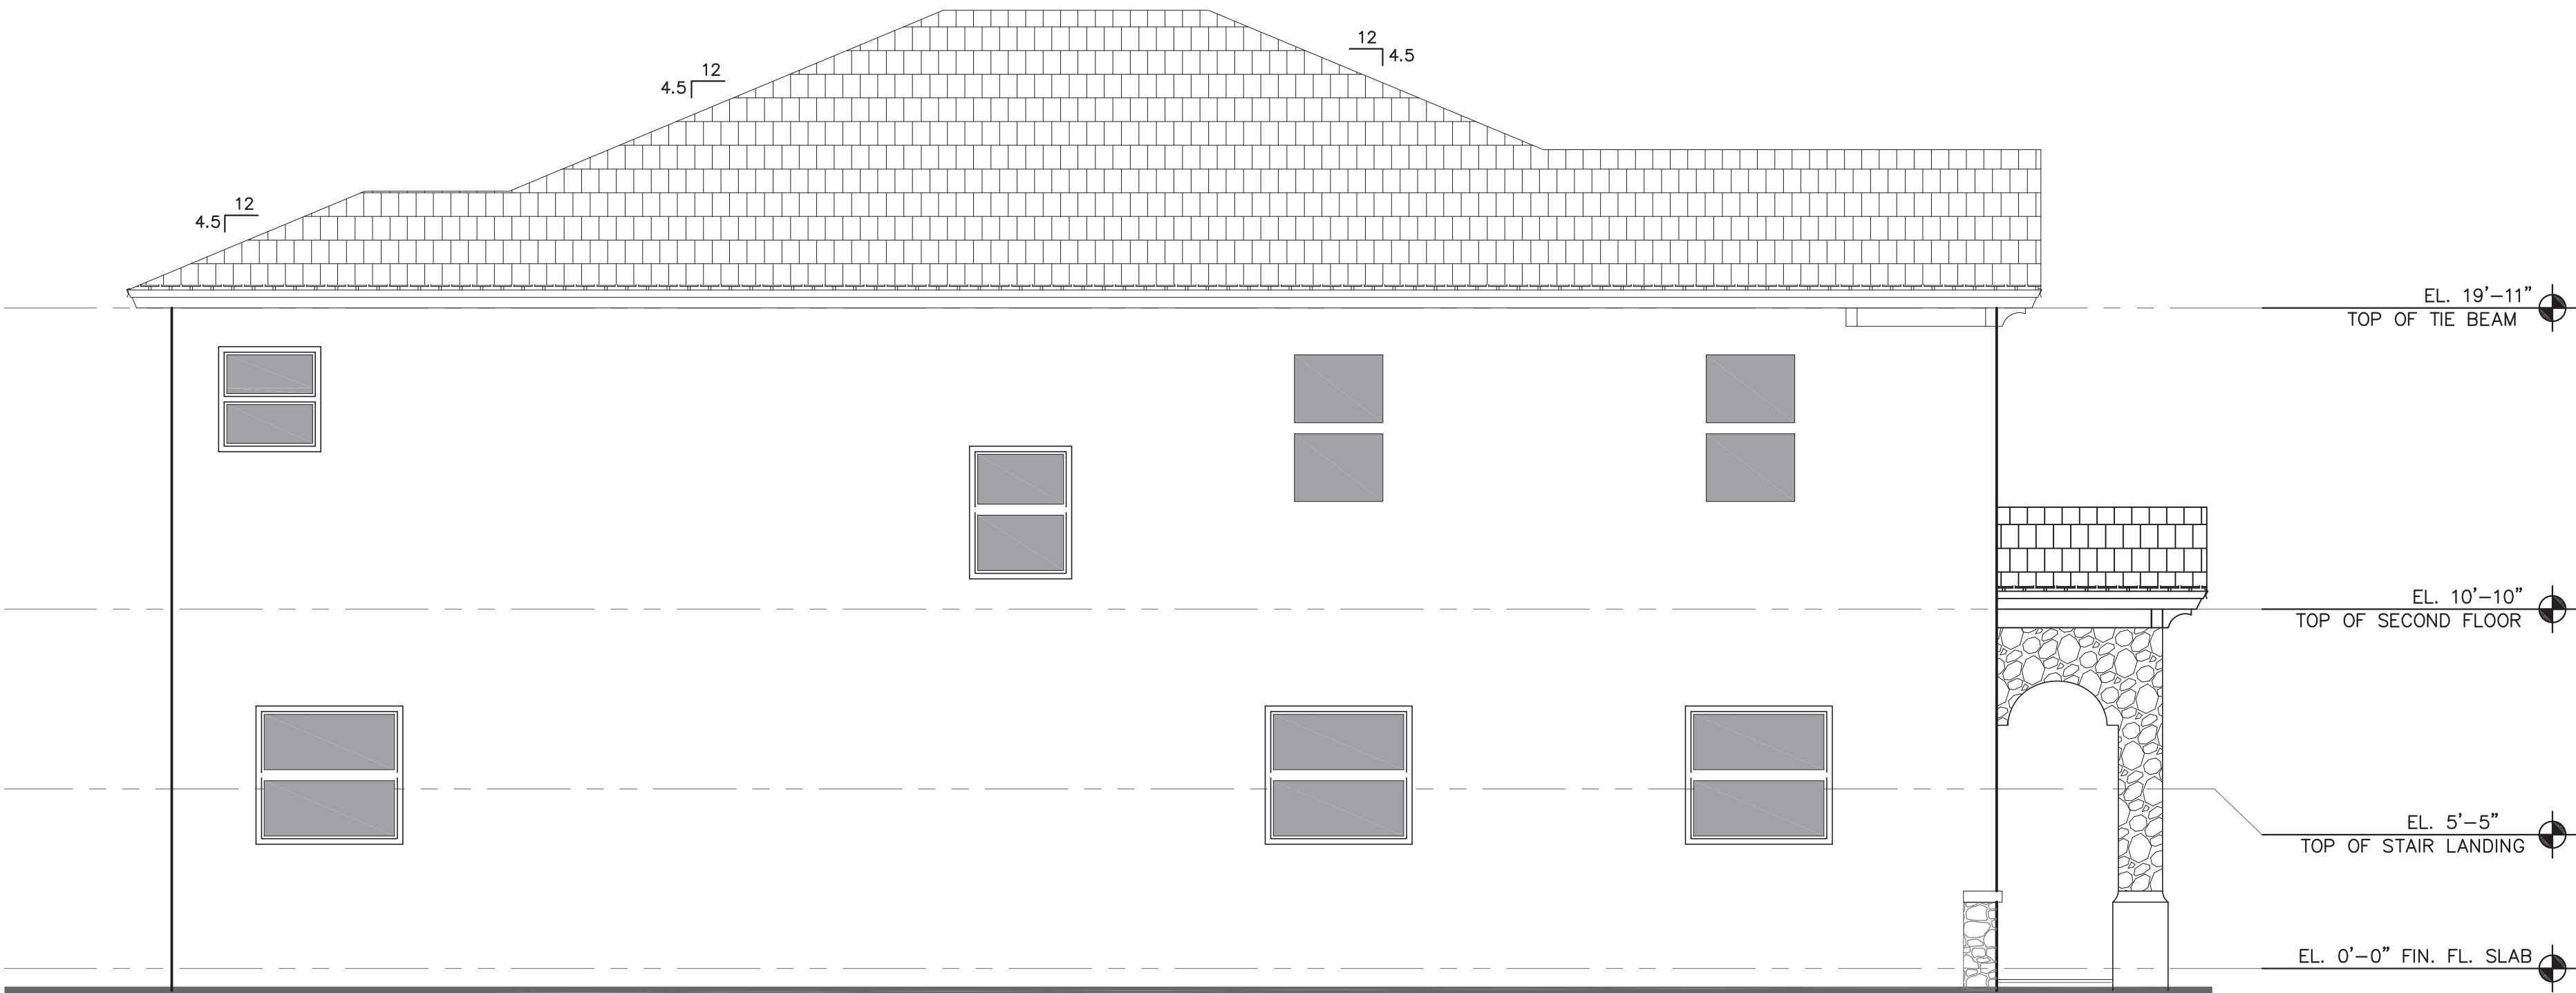 12
4.5
12
4.5
12
4.5
EL. 19'–11"
TOP OF TIE BEAM
EL. 10'–10"
TOP OF SECOND FLOOR
EL. 5'–5"
TOP OF STAIR LANDING
EL. 0'–0" FIN. FL. SLAB